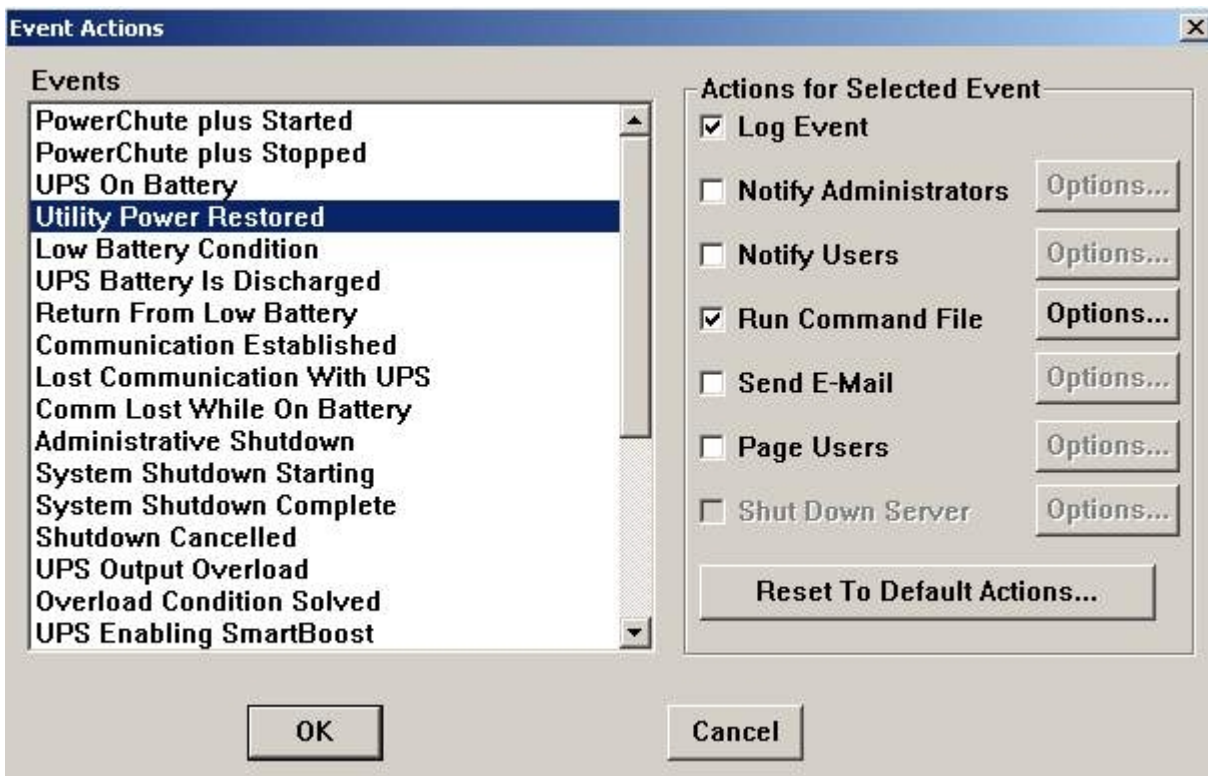 Event Actions
Events
PowerChute plus Started
PowerChute plus Stopped
UPS On Battery
Utility Power Restored
Low Battery Condition
UPS Battery Is Discharged
Return From Low Battery
Communication Established
Lost Communication With UPS
Comm Lost While On Battery
Administrative Shutdown
System Shutdown Starting
System Shutdown Complete
Shutdown Cancelled
UPS Output Overload
Overload Condition Solved
UPS Enabling SmartBoost
Actions for Selected Event
Log Event
Notify Administrators Options...
Notify Users Options...
Run Command File Options...
Send E-Mail Options...
Page Users Options...
Shut Down Server Options...
Reset To Default Actions...
OK Cancel